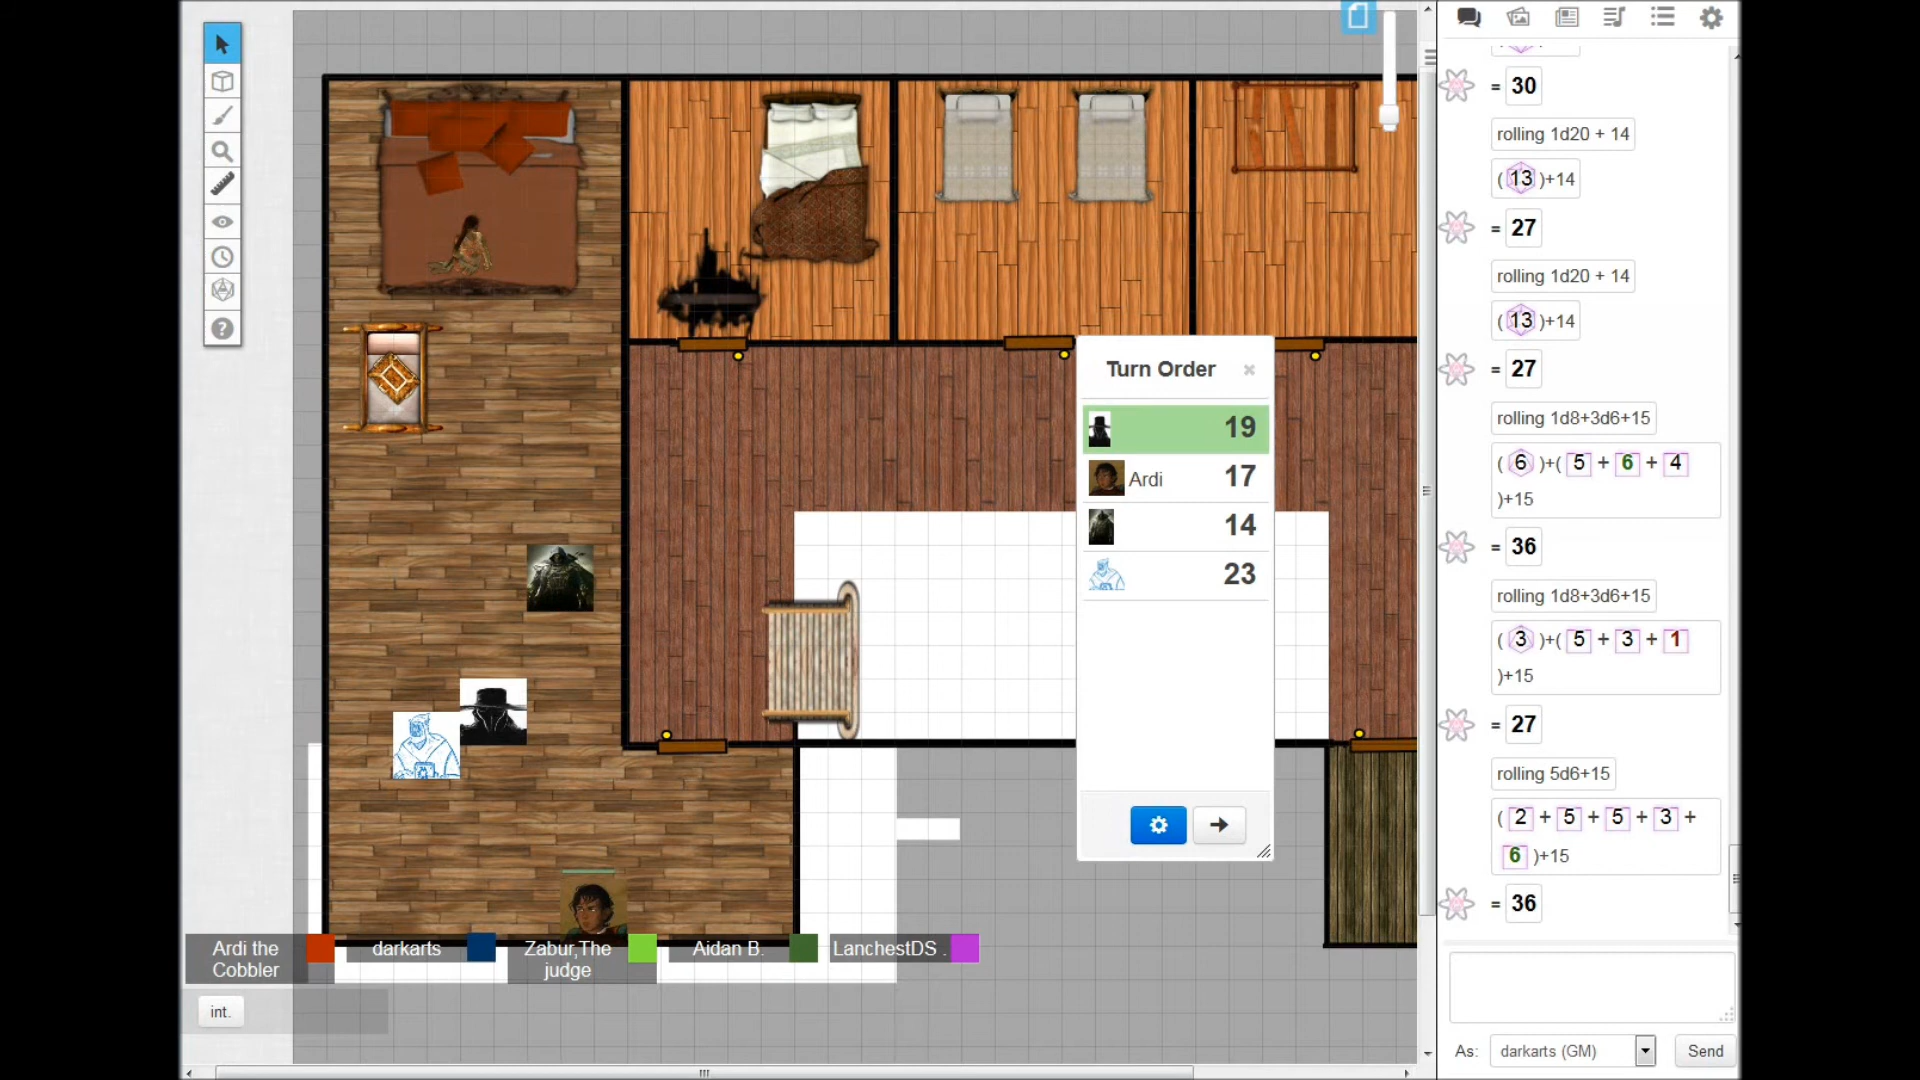 = 30
rolling 1d20 + 14
(13)+14
= 27
rolling 1d20 + 14
(13)+14
= 27
rolling 1d8+3d6+15
(6)+(5 + 6 + 4
)+15
= 36
rolling 1d8+3d6+15
(3)+(5 + 3 + 1
)+15
= 27
rolling 5d6+15
(2 + 5 + 5 + 3 +
6)+15
= 36
Turn Order ×
19
Ardi 17
14
23
Ardi the
Cobbler
darkarts
Zabur,The
judge
Aidan B.
LanchestDS .
int.
As: darkarts (GM) Send